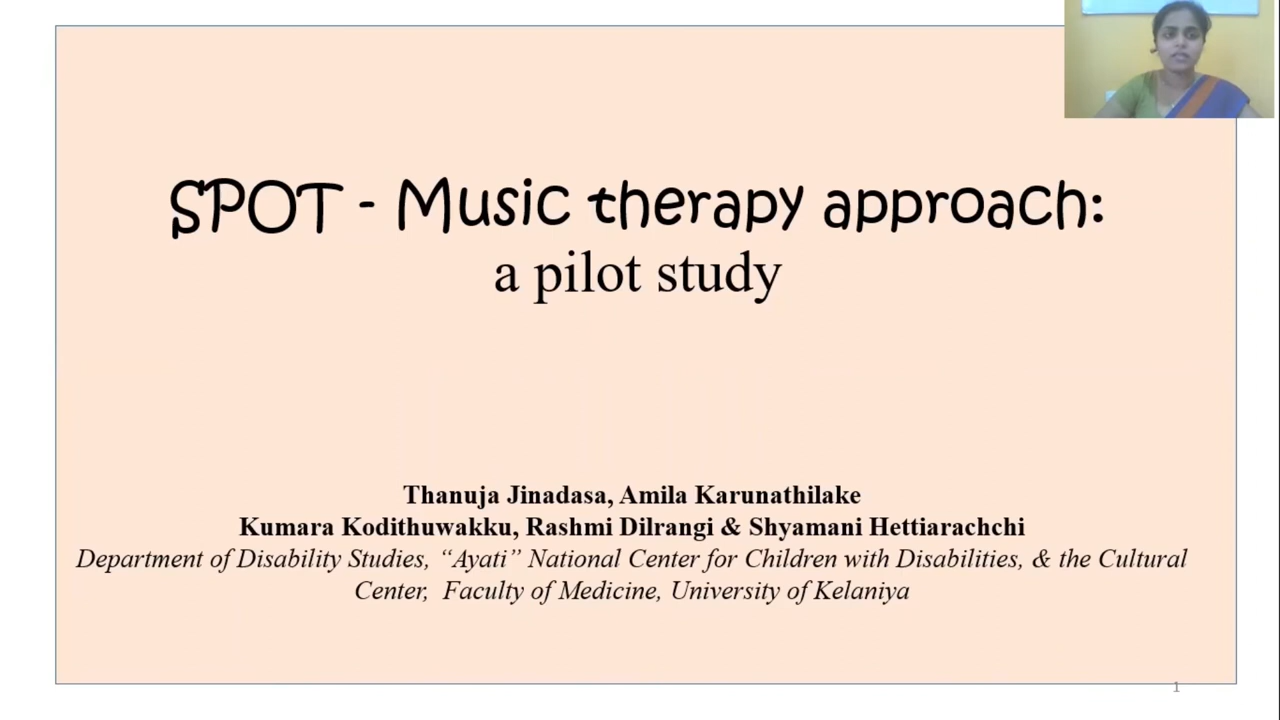 SPOT - Music therapy approach:
a pilot study
Thanuja Jinadasa, Amila Karunathilake
Kumara Kodithuwakku, Rashmi Dilrangi & Shyamani Hettiarachchi
Department of Disability Studies, “Ayati” National Center for Children with Disabilities, & the Cultural
Center, Faculty of Medicine, University of Kelaniya
1